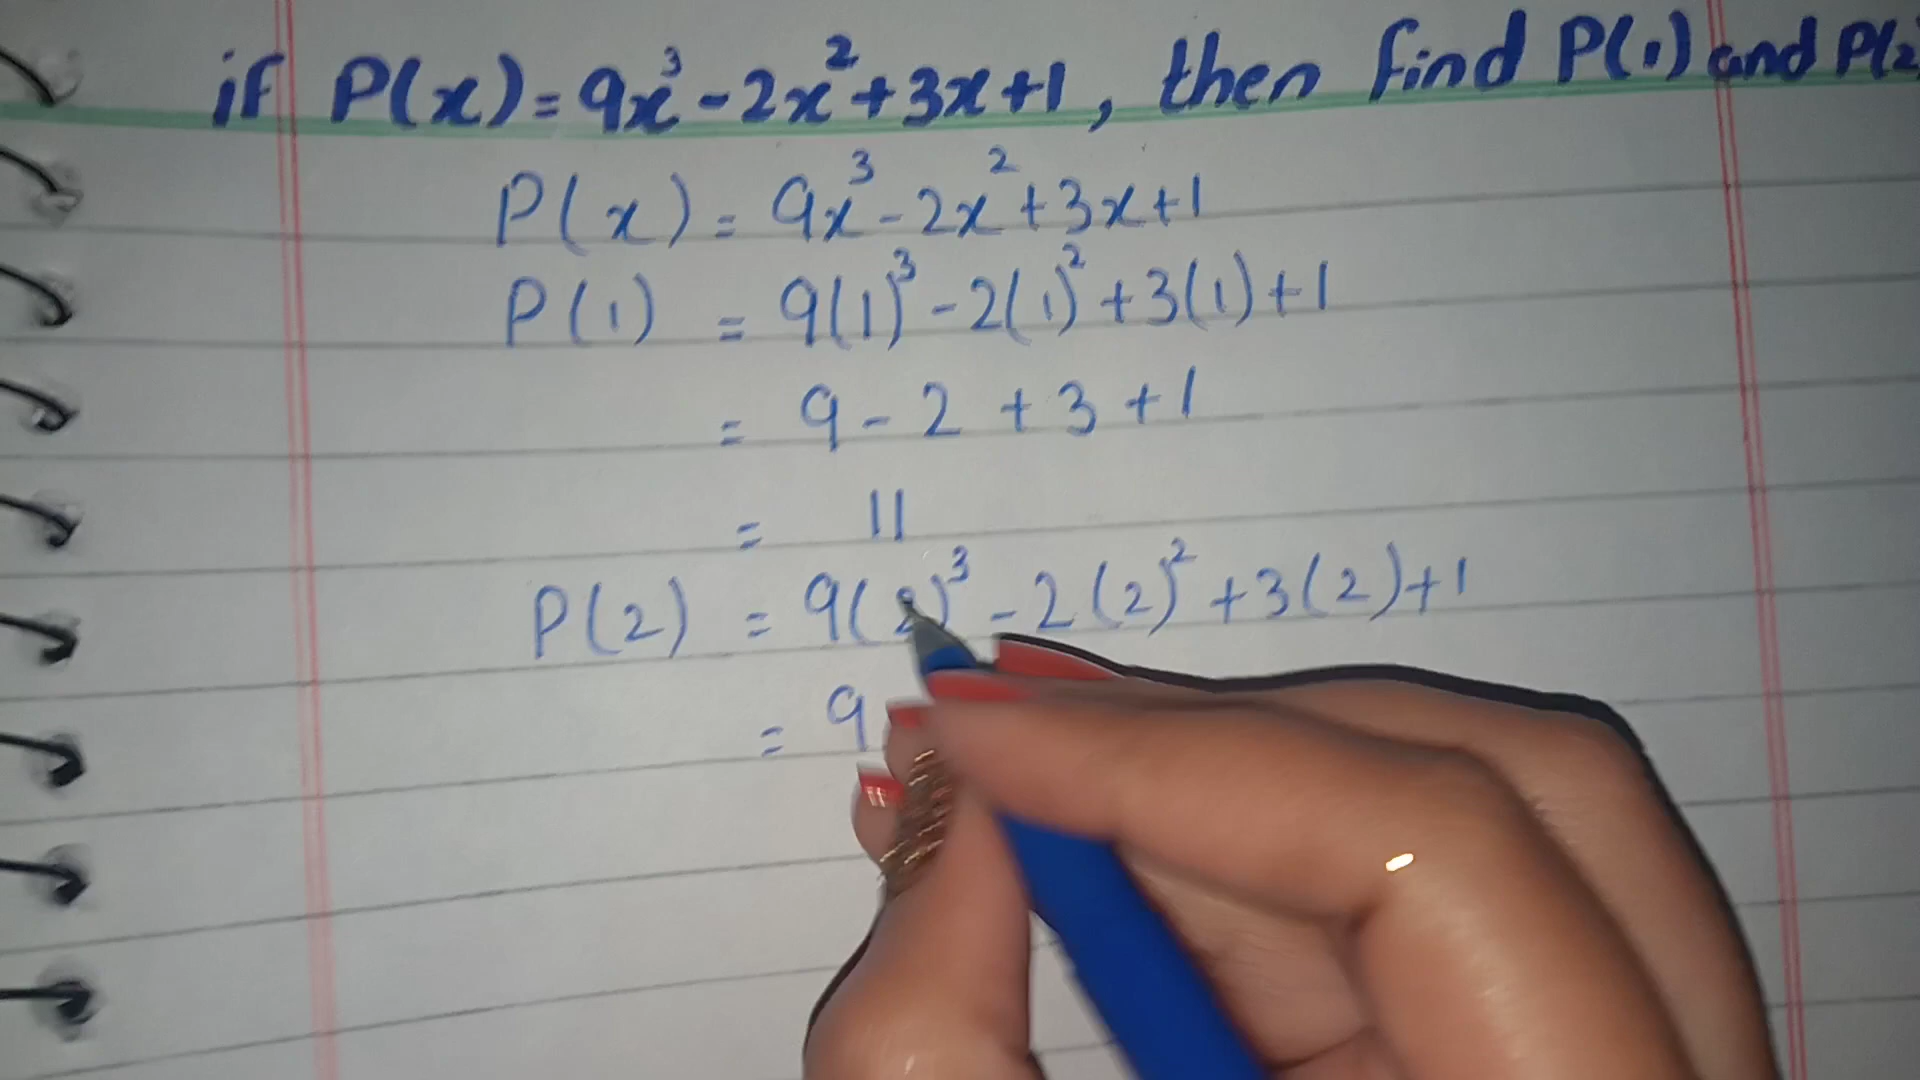 if P(x)=9x³-2x²+3x+1, then find P(1) and P(2
P(x) = 9x³-2x²+3x+1
P(1) = 9(1)³-2(1)²+3(1)+1
= 9-2+3+1
= 11
P(2) = 9(2)³-2(2)²+3(2)+1
= 9